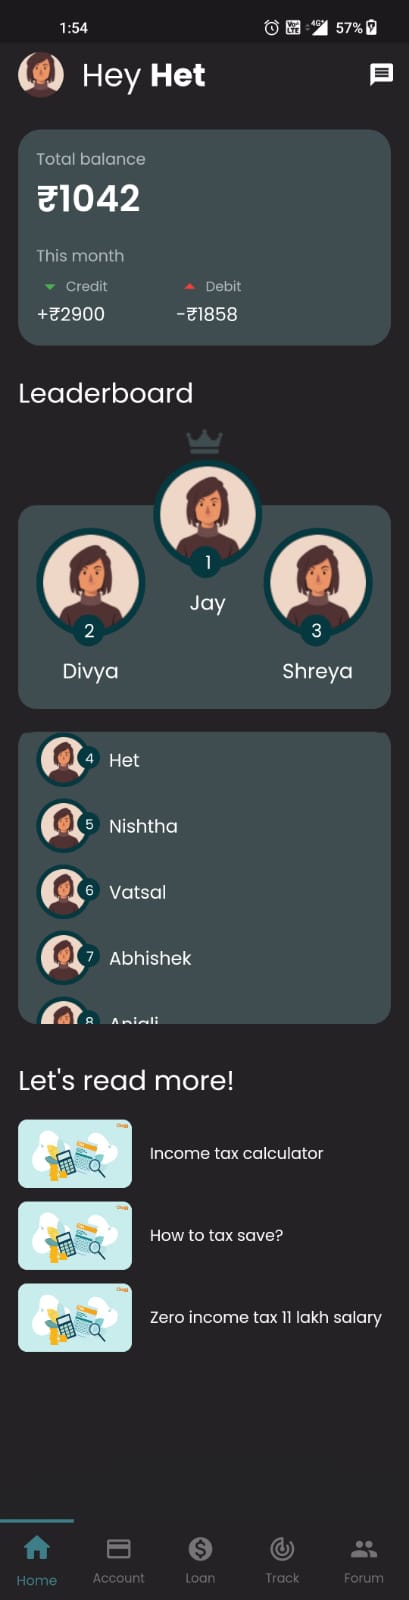 1:54
4G+
57%
Hey Het
Total balance
₹1042
This month
Credit
Debit
+₹2900
-₹1858
Leaderboard
1
Jay
2
3
Divya
Shreya
4
Het
5
Nishtha
6
Vatsal
7
Abhishek
8
Anjali
Let's read more!
Income tax calculator
How to tax save?
Zero income tax 11 lakh salary
Home
Account
Loan
Track
Forum